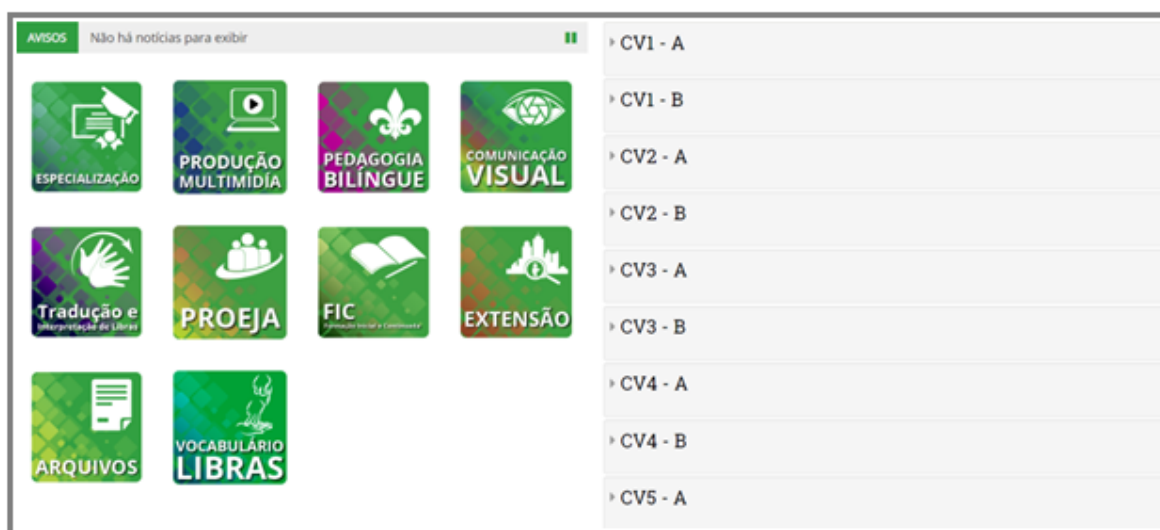 AVISOS Não há notícias para exibir
ESPECIALIZAÇÃO
PRODUÇÃO
MULTIMIDÍA
PEDAGOGIA
BILÍNGUE
COMUNICAÇÃO
VISUAL
Tradução e
Interpretação de Libras
PROEJA
FIC
Formação Inicial e Continuada
EXTENSÃO
ARQUIVOS
VOCABULÁRIO
LIBRAS
CV1 - A
CV1 - B
CV2 - A
CV2 - B
CV3 - A
CV3 - B
CV4 - A
CV4 - B
CV5 - A